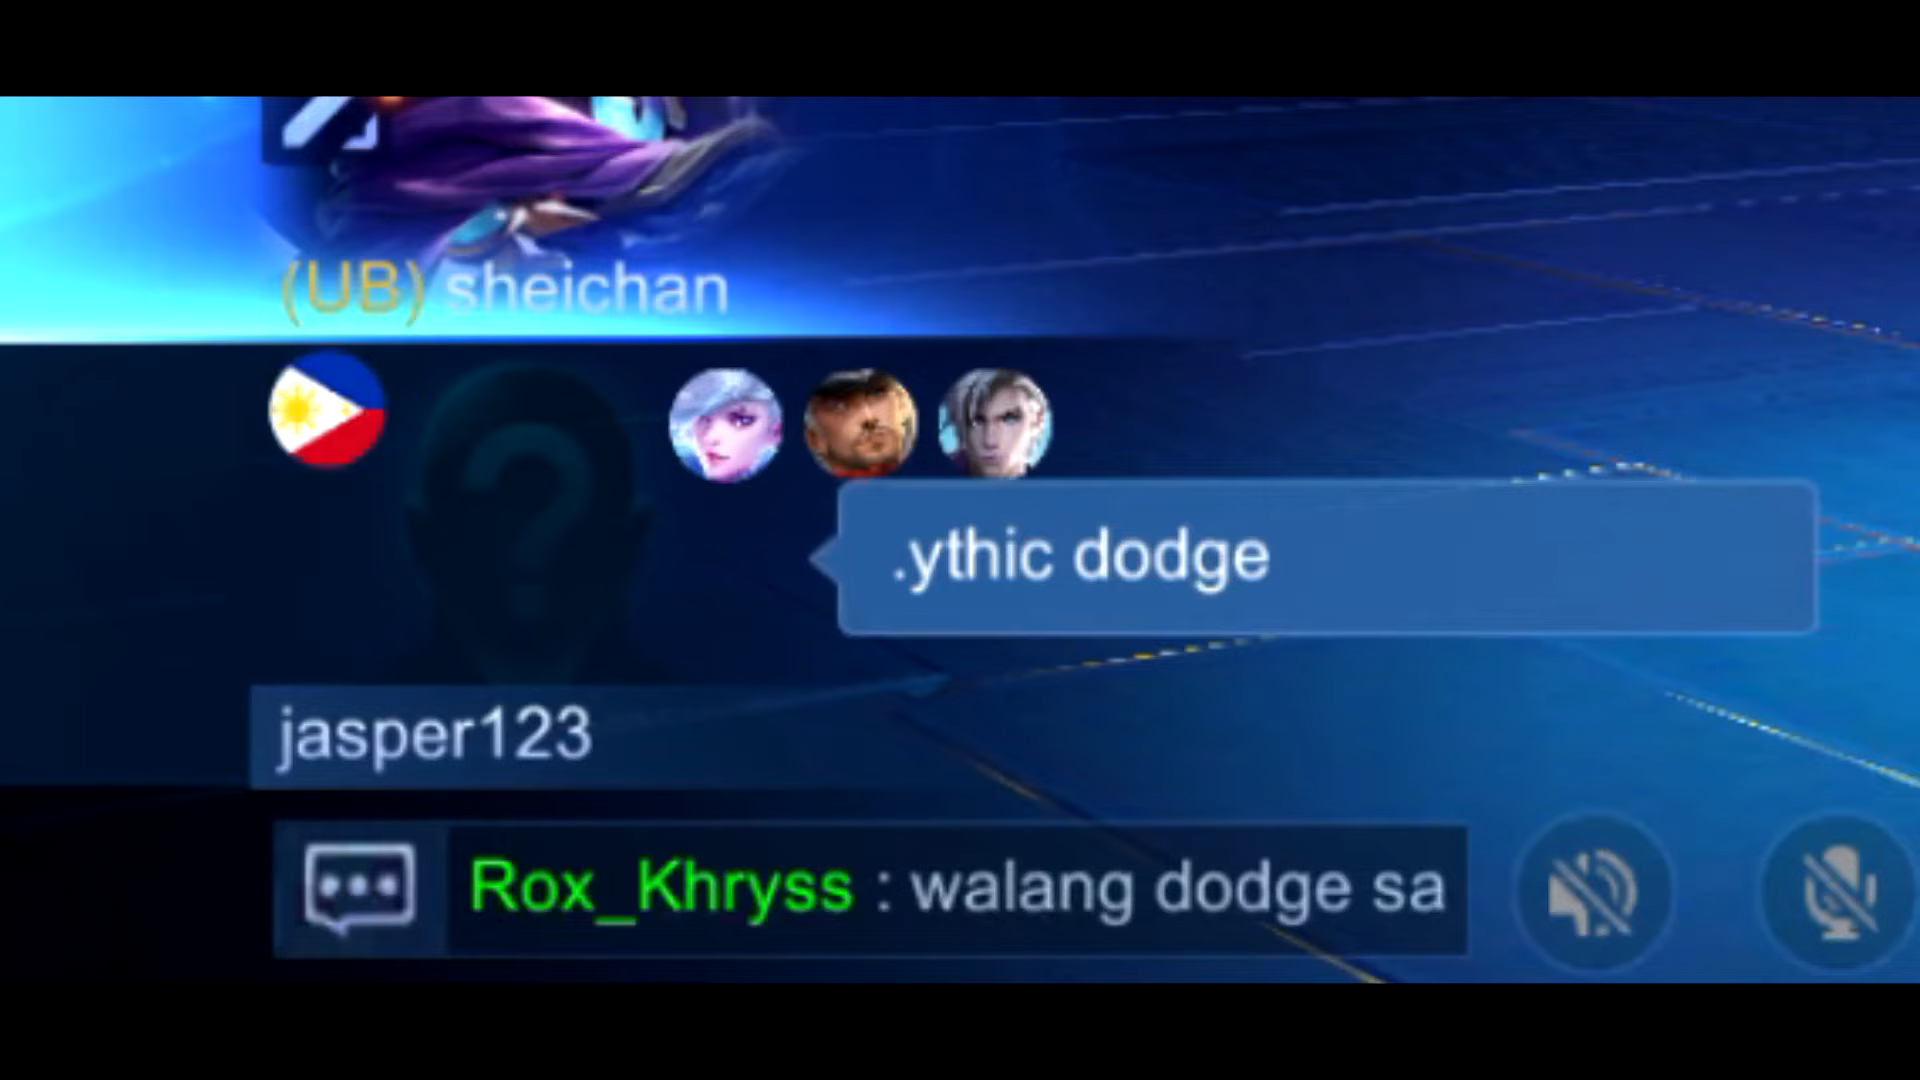 (UB) sheichan
.ythic dodge
jasper123
Rox_Khryss : walang dodge sa